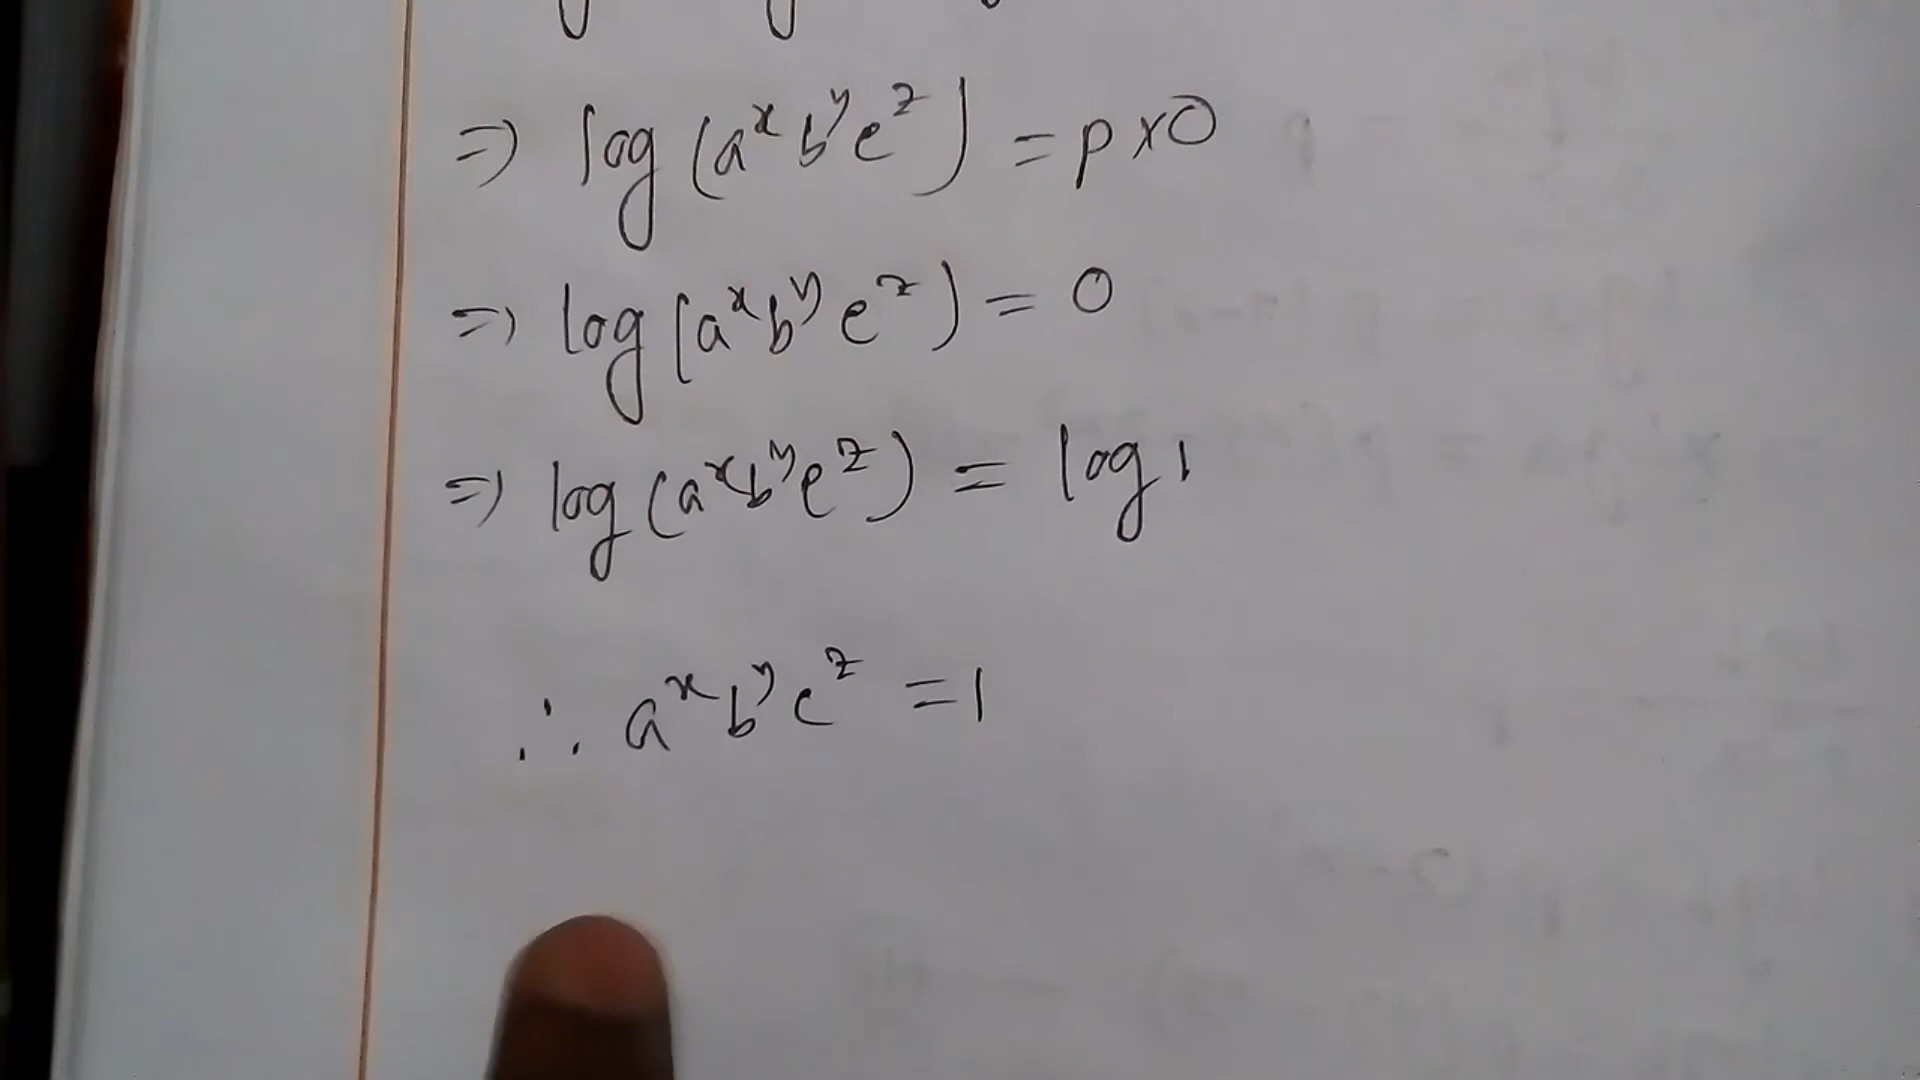 ⇒ log (a^x b^y e^z) = p × 0
⇒ log (a^x b^y e^z) = 0
⇒ log (a^x b^y e^z) = log 1
∴ a^x b^y c^z = 1